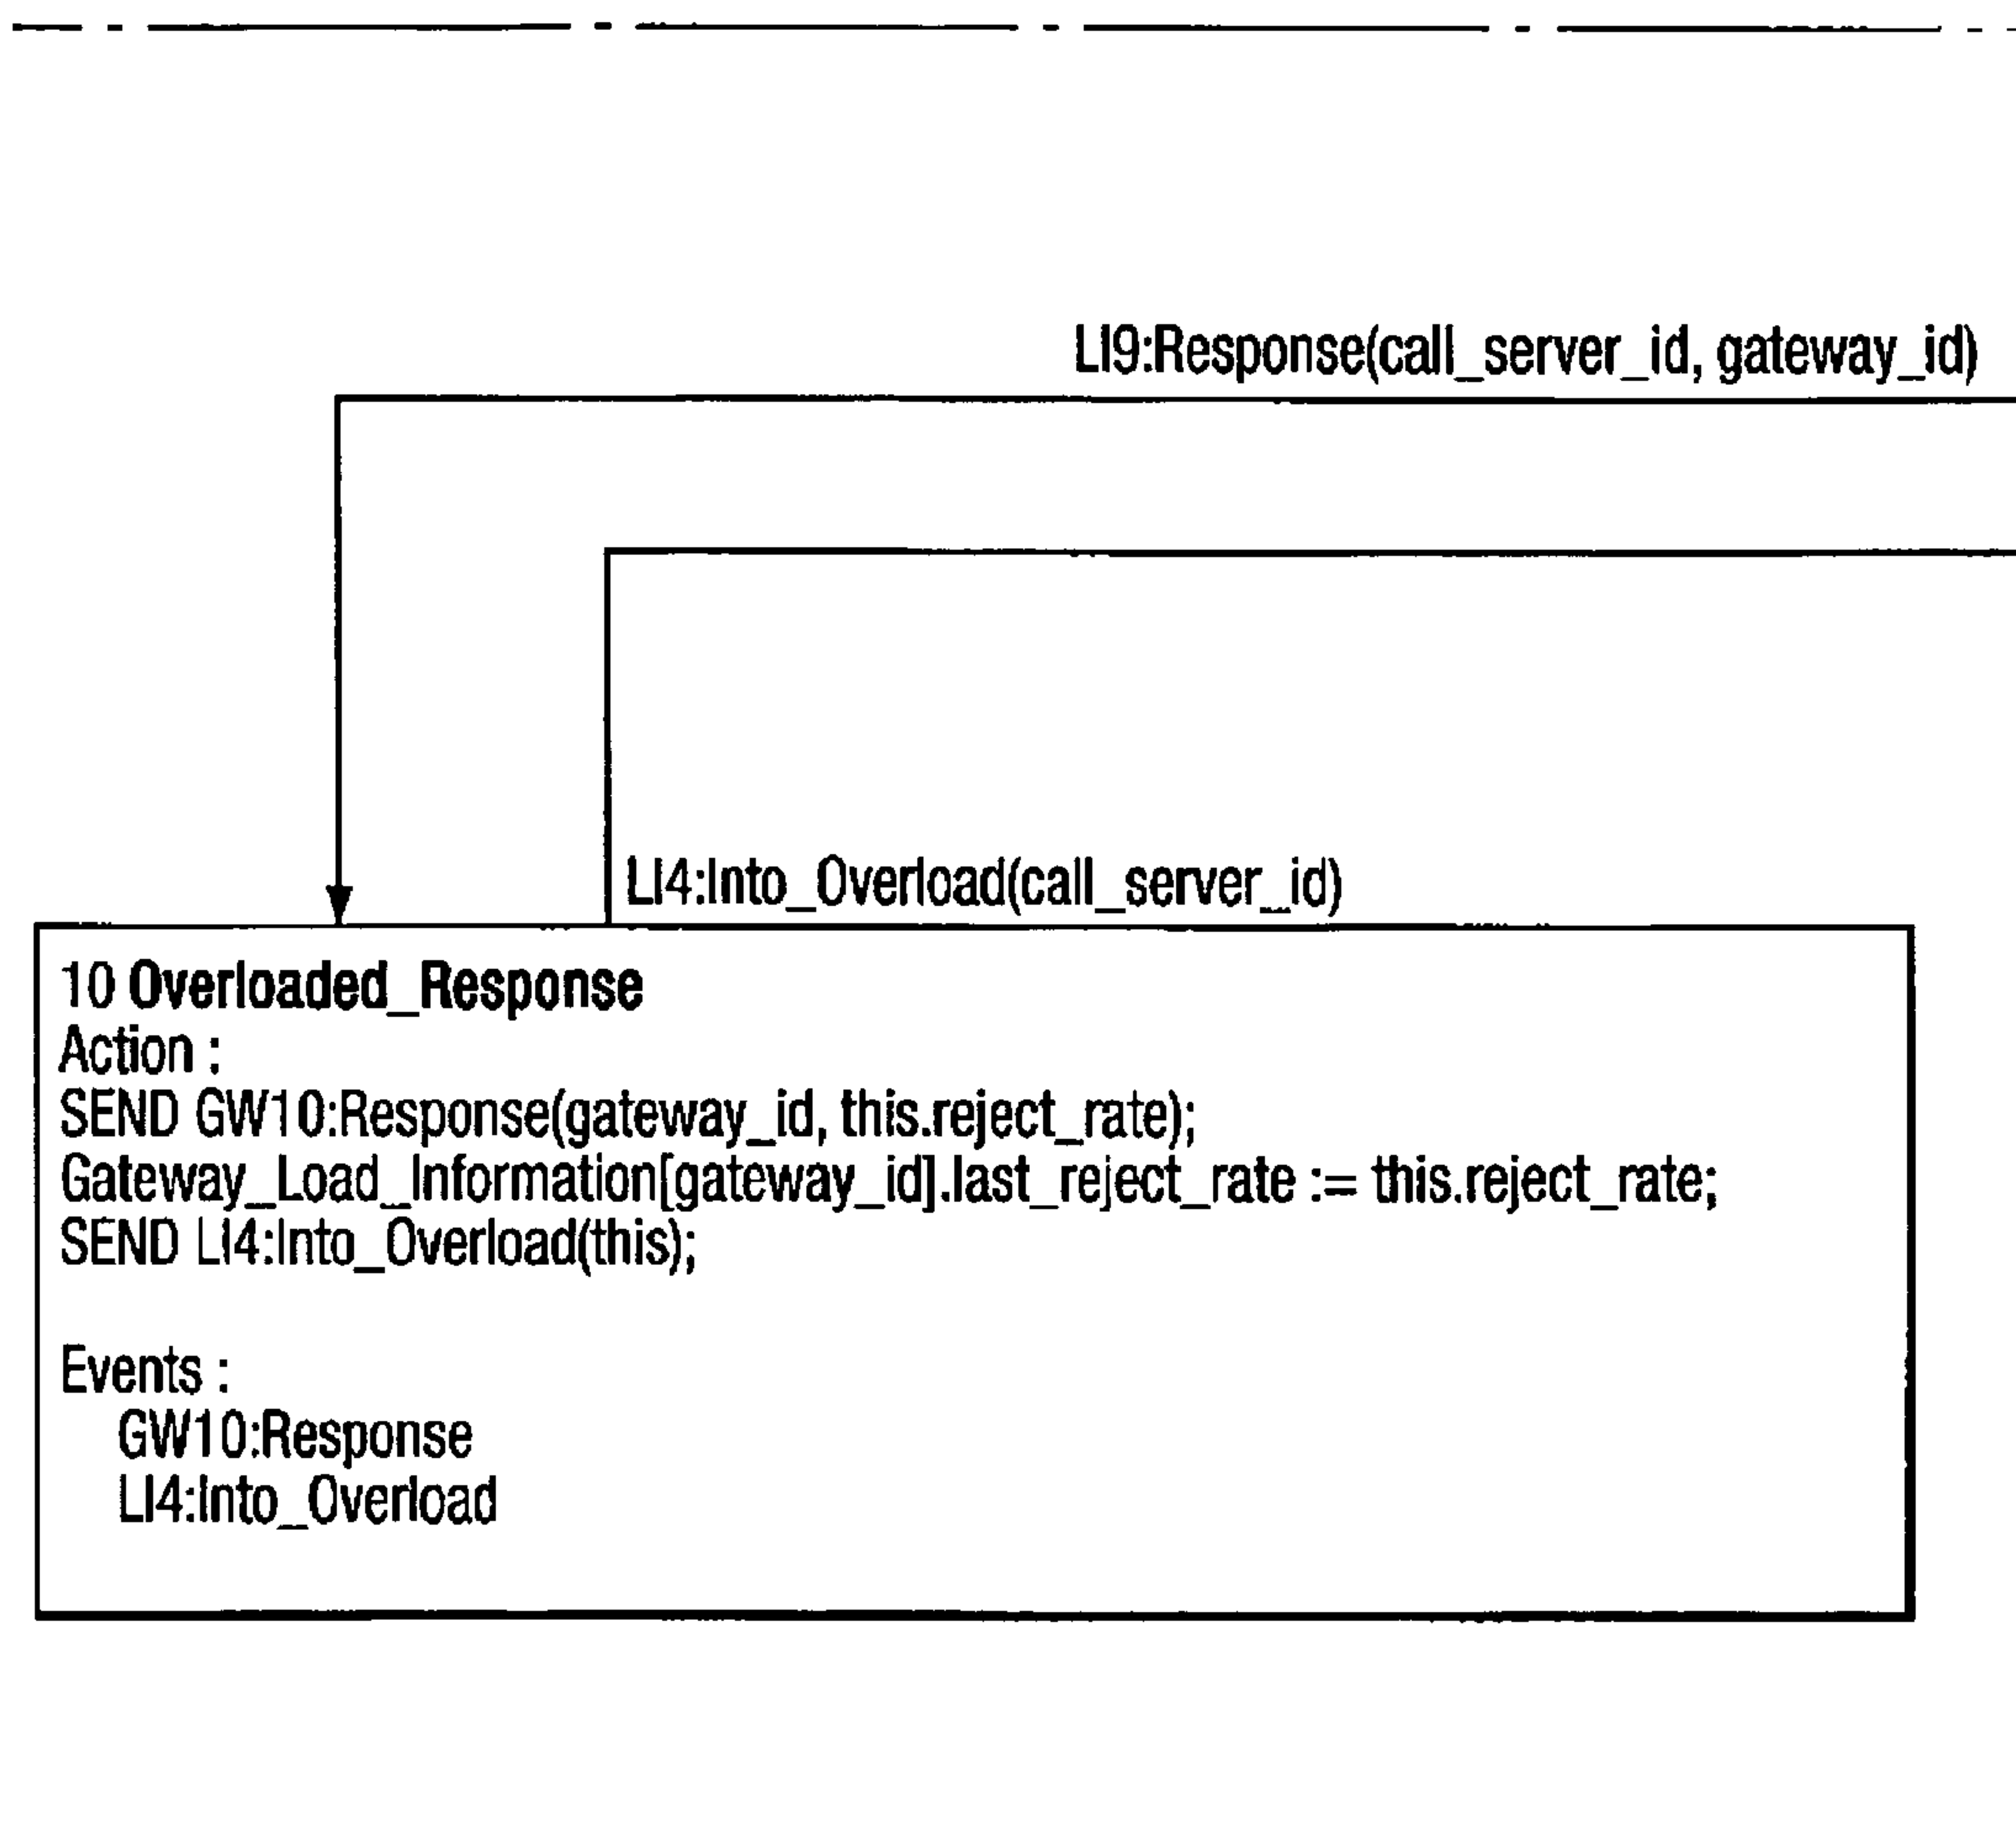 LI9:Response(call_server_id, gateway_id)
LI4:Into_Overload(call_server_id)
10 Overloaded_Response
Action :
SEND GW10:Response(gateway_id, this.reject_rate);
Gateway_Load_Information[gateway_id].last_reject_rate := this.reject_rate;
SEND LI4:Into_Overload(this);
Events :
GW10:Response
LI4:Into_Overload